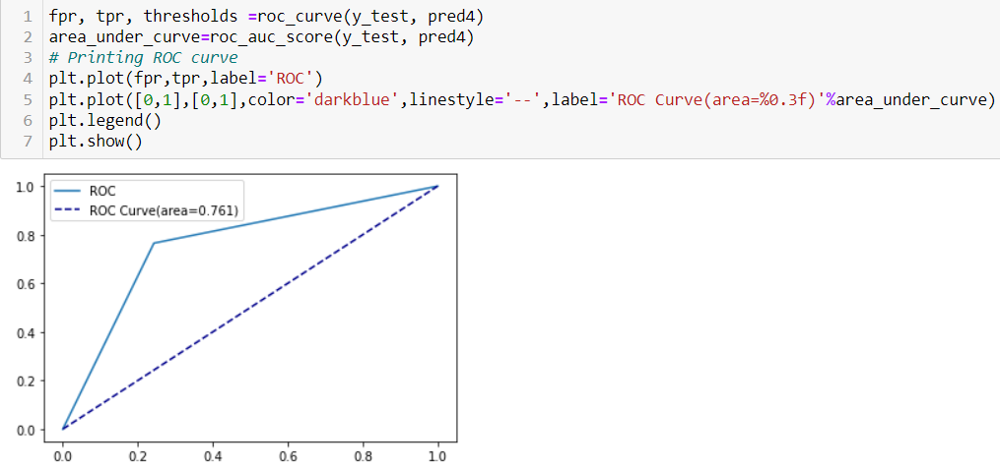 1 fpr, tpr, thresholds =roc_curve(y_test, pred4)
2 area_under_curve=roc_auc_score(y_test, pred4)
3 # Printing ROC curve
4 plt.plot(fpr,tpr,label='ROC')
5 plt.plot([0,1],[0,1],color='darkblue',linestyle='--',label='ROC Curve(area=%0.3f)'%area_under_curve)
6 plt.legend()
7 plt.show()
ROC
ROC Curve(area=0.761)
1.0
0.8
0.6
0.4
0.2
0.0
0.0 0.2 0.4 0.6 0.8 1.0